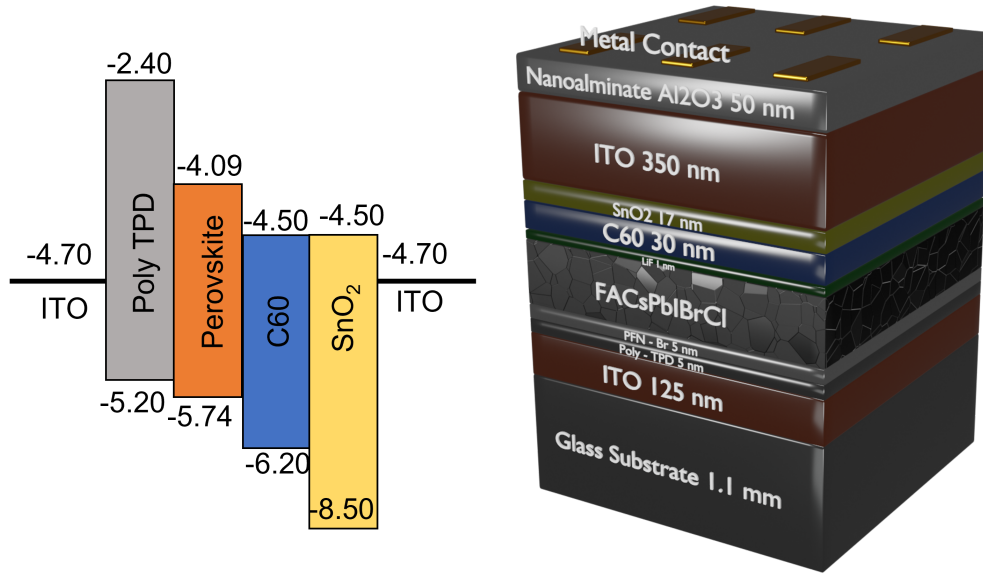 -2.40
-4.09
-4.50
-4.50
-4.70
-4.70
ITO
Poly TPD
Perovskite
C60
SnO₂
ITO
-5.20
-5.74
-6.20
-8.50
Metal Contact
Nanoalminate Al2O3 50 nm
ITO 350 nm
SnO2 17 nm
C60 30 nm
LiF 1 nm
FACsPbIBrCl
PFN - Br 5 nm
Poly - TPD 5 nm
ITO 125 nm
Glass Substrate 1.1 mm